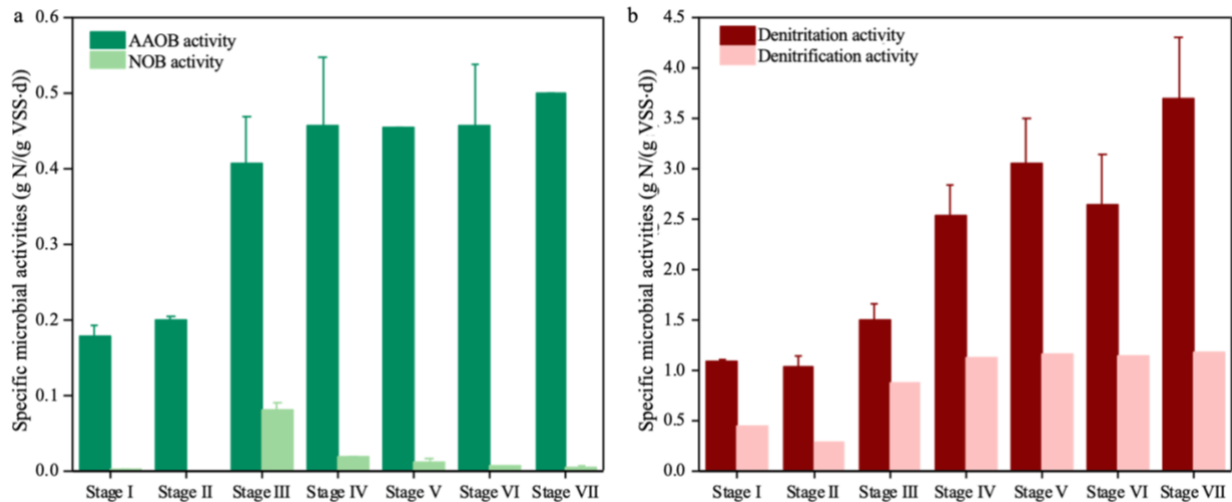 a
Specific microbial activities (g N/(g VSS·d))
0.6
0.5
0.4
0.3
0.2
0.1
0.0
AAOB activity
NOB activity
Stage I Stage II Stage III Stage IV Stage V Stage VI Stage VII
b
Specific microbial activities (g N/(g VSS·d))
4.5
4.0
3.5
3.0
2.5
2.0
1.5
1.0
0.5
0.0
Denitritation activity
Denitrification activity
Stage I Stage II Stage III Stage IV Stage V Stage VI Stage VII